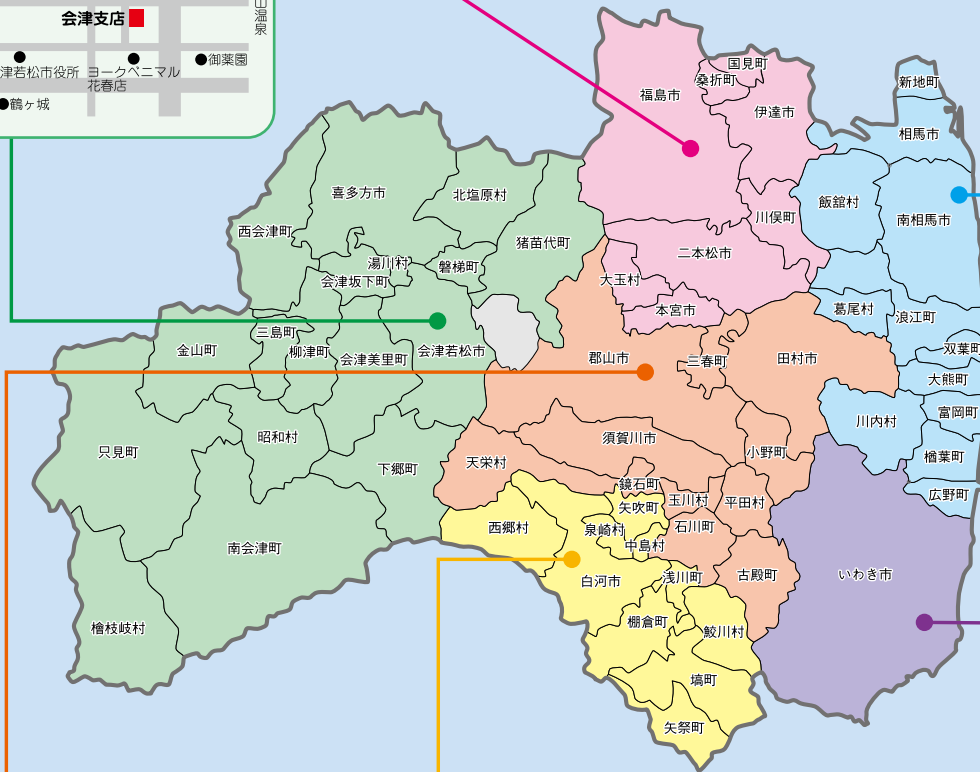 会津支店
山温泉
津若松市役所
ヨークベニマル
花春店
御薬園
鶴ヶ城
国見町
桑折町
福島市
伊達市
新地町
相馬市
喜多方市
北塩原村
飯舘村
川俣町
南相馬市
西会津町
猪苗代町
二本松市
湯川村
磐梯町
会津坂下町
大玉村
本宮市
葛尾村
浪江町
三島町
金山町
柳津町
会津美里町
会津若松市
双葉町
郡山市
三春町
田村市
大熊町
富岡町
川内村
昭和村
須賀川市
只見町
小野町
楢葉町
天栄村
下郷町
鏡石町
広野町
玉川村
平田村
矢吹町
西郷村
泉崎村
石川町
中島村
南会津町
白河市
浅川町
古殿町
いわき市
檜枝岐村
棚倉町
鮫川村
塙町
矢祭町